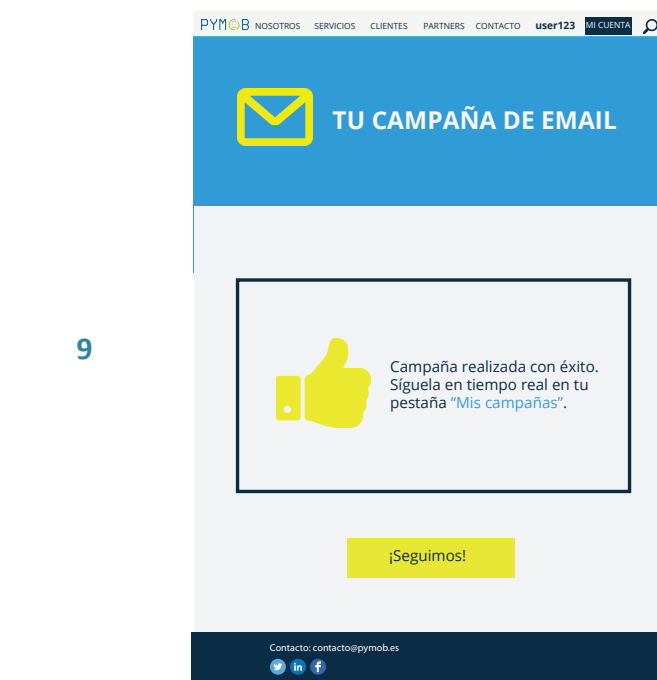 PYMOB NOSOTROS SERVICIOS CLIENTES PARTNERS CONTACTO user123 MI CUENTA
TU CAMPAÑA DE EMAIL
9
Campaña realizada con éxito.
Síguela en tiempo real en tu
pestaña “Mis campañas”.
¡Seguimos!
Contacto: contacto@pymob.es